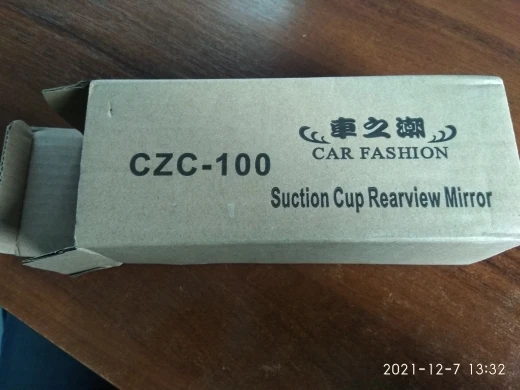 車之潮
CAR FASHION
CZC-100
Suction Cup Rearview Mirror
2021-12-7 13:32